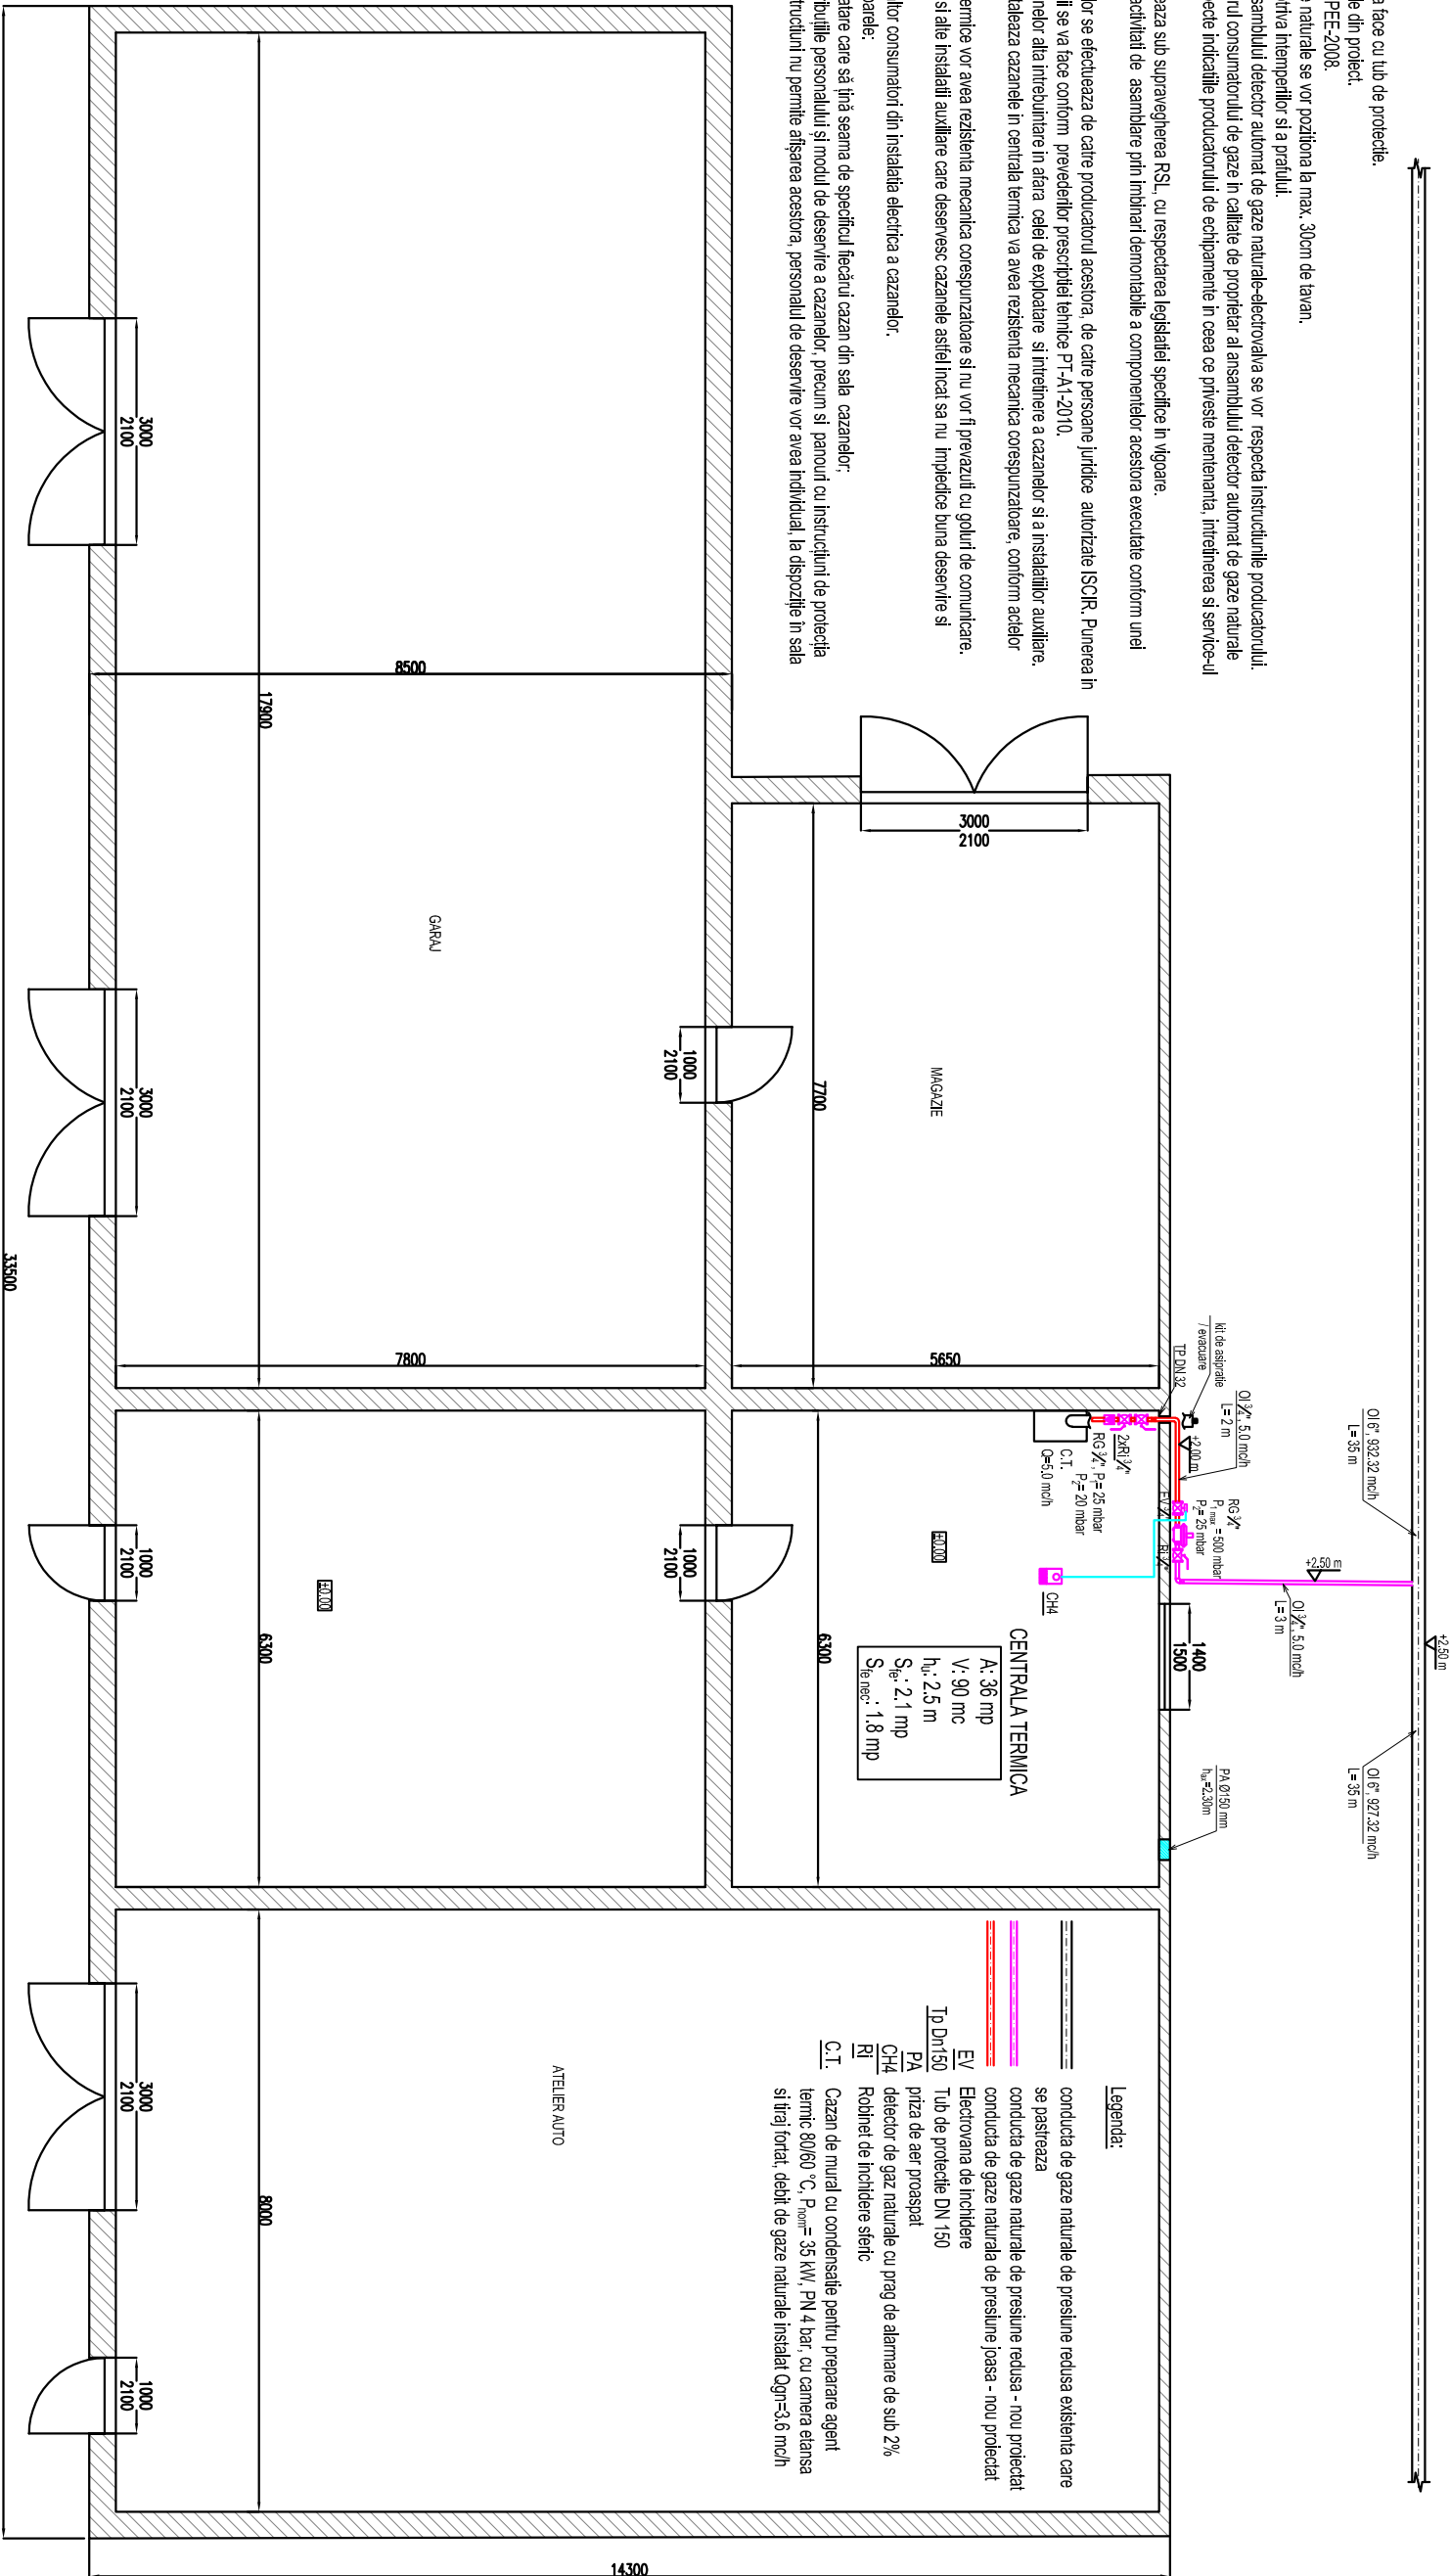 a face cu tub de protectie.
le din proiect.
PEE-2008.
e naturale se vor pozitiona la max. 30cm de tavan.
triva intemperiilor si a prafului.
samblului detector automat de gaze naturale-electrovalva se vor respecta instructiunile producatorului.
rul consumatorului de gaze in calitate de proprietar al ansamblului detector automat de gaze naturale
ecte indicatiile producatorului de echipamente in ceea ce priveste mentenanta, intretinerea si service-ul
eaza sub supravegherea RSL, cu respectarea legislatiei specifice in vigoare.
activitati de asamblare prin imbinari demontabile a componentelor acestora executate conform unei
lor se efectueaza de catre producatorul acestora, de catre persoane juridice autorizate ISCIR. Punerea in
ii se va face conform prevederilor prescriptiei tehnice PT-A1-2010.
nelor alta intrebuintare in afara celei de exploatare si intretinere a cazanelor si a instalatiilor auxiliare.
taleaza cazanele in centrala termica va avea rezistenta mecanica corespunzatoare, conform actelor
ermice vor avea rezistenta mecanica corespunzatoare si nu vor fi prevazuti cu goluri de comunicare.
si alte instalatii auxiliare care deservesc cazanele astfel incat sa nu impiedice buna deservire si
ltor consumatori din instalatia electrica a cazanelor.
oarele:
atare care să țină seama de specificul fiecărui cazan din sala cazanelor;
ribuțiile personalului și modul de deservire a cazanelor, precum si panouri cu instrucțiuni de protecția
tructiuni nu permite afișarea acestora, personalul de deservire vor avea individual, la dispoziție în sala
+2.50 m
Ol 6", 932.32 mc/h
L= 35 m
Ol 6", 927.32 mc/h
L= 35 m
+2.50 m
Ol 3/4", 5.0 mc/h
L= 3 m
Ol 3/4", 5.0 mc/h
L= 2 m
RG 3/4"
P1 max = 500 mbar
P2= 25 mbar
kit de asipratie
/ evacuare
+2.00 m
TP DN 32
EV 3/4"
Ri 3/4"
2xRi 3/4"
RG 3/4", P1= 25 mbar
P2= 20 mbar
C.T.
Q=5.0 mc/h
CH4
1400
1500
PA Ø150 mm
hax=2.30m
CENTRALA TERMICA
A: 36 mp
V: 90 mc
hu: 2.5 m
Sfe: 2.1 mp
Sfe nec: 1.8 mp
±0.00
6300
MAGAZIE
3000
2100
7700
5650
1000
2100
1000
2100
GARAJ
8500
17900
7800
±0.00
6300
3000
2100
3000
2100
1000
2100
3000
2100
1000
2100
ATELIER AUTO
8000
33500
14300
Legenda:
conducta de gaze naturale de presiune redusa existenta care
se pastreaza
conducta de gaze naturale de presiune redusa - nou proiectat
conducta de gaze naturala de presiune joasa - nou proiectat
EV Electrovana de inchidere
Tp Dn150 Tub de protectie DN 150
PA priza de aer proaspat
CH4 detector de gaz naturale cu prag de alarmare de sub 2%
Ri Robinet de inchidere sferic
C.T. Cazan de mural cu condensatie pentru preparare agent
termic 80/60 °C, Pnom= 35 kW, PN 4 bar, cu camera etansa
si tiraj fortat, debit de gaze naturale instalat Qgn=3.6 mc/h